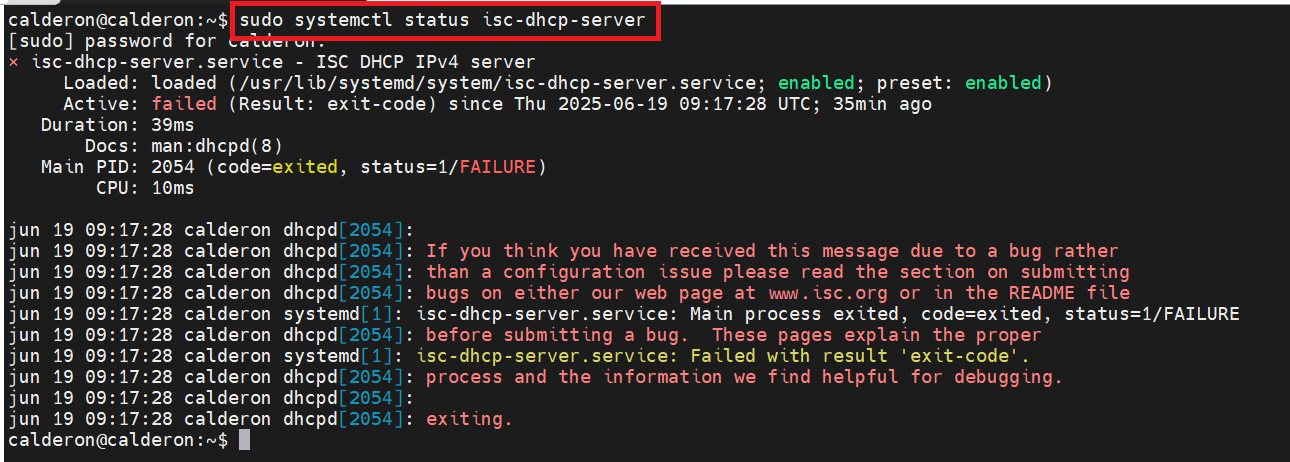 calderon@calderon:~$ sudo systemctl status isc-dhcp-server
[sudo] password for calderon:
× isc-dhcp-server.service - ISC DHCP IPv4 server
     Loaded: loaded (/usr/lib/systemd/system/isc-dhcp-server.service; enabled; preset: enabled)
     Active: failed (Result: exit-code) since Thu 2025-06-19 09:17:28 UTC; 35min ago
   Duration: 39ms
       Docs: man:dhcpd(8)
   Main PID: 2054 (code=exited, status=1/FAILURE)
        CPU: 10ms

jun 19 09:17:28 calderon dhcpd[2054]:
jun 19 09:17:28 calderon dhcpd[2054]: If you think you have received this message due to a bug rather
jun 19 09:17:28 calderon dhcpd[2054]: than a configuration issue please read the section on submitting
jun 19 09:17:28 calderon dhcpd[2054]: bugs on either our web page at www.isc.org or in the README file
jun 19 09:17:28 calderon systemd[1]: isc-dhcp-server.service: Main process exited, code=exited, status=1/FAILURE
jun 19 09:17:28 calderon dhcpd[2054]: before submitting a bug.  These pages explain the proper
jun 19 09:17:28 calderon systemd[1]: isc-dhcp-server.service: Failed with result 'exit-code'.
jun 19 09:17:28 calderon dhcpd[2054]: process and the information we find helpful for debugging.
jun 19 09:17:28 calderon dhcpd[2054]:
jun 19 09:17:28 calderon dhcpd[2054]: exiting.
calderon@calderon:~$